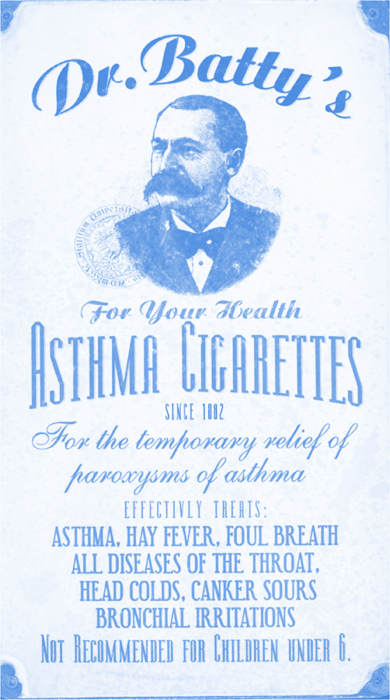 Dr. Batty's
For Your Health
ASTHMA CIGARETTES
SINCE 1882
For the temporary relief of
paroxysms of asthma
EFFECTIVLY TREATS:
ASTHMA, HAY FEVER, FOUL BREATH
ALL DISEASES OF THE THROAT,
HEAD COLDS, CANKER SOURS
BRONCHIAL IRRITATIONS
NOT RECOMMENDED FOR CHILDREN UNDER 6.